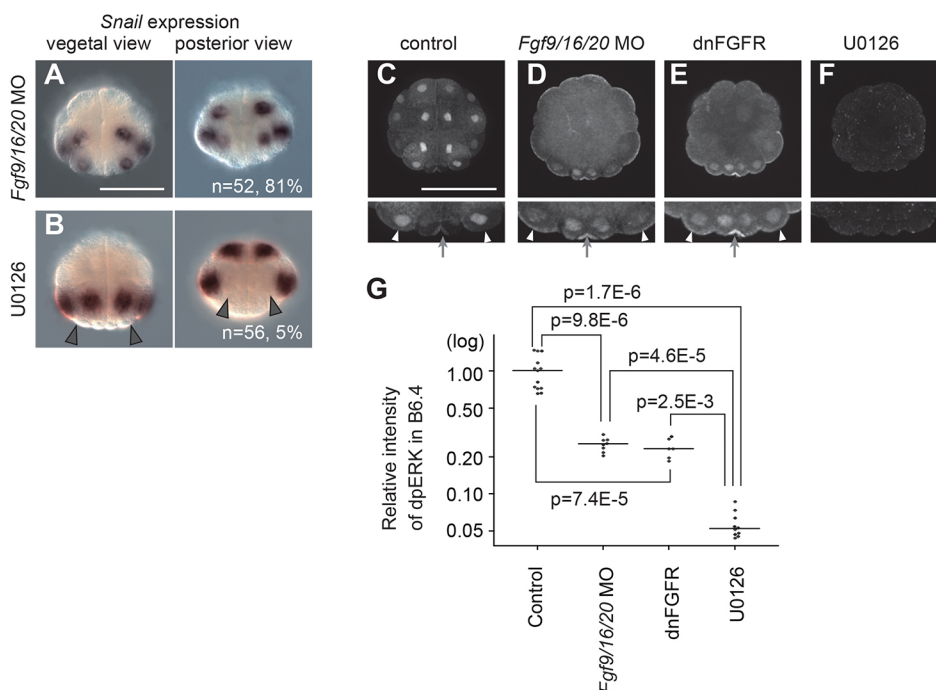 Snail expression
vegetal view posterior view
Fgf9/16/20 MO
A
n=52, 81%
U0126
B
n=56, 5%
control Fgf9/16/20 MO dnFGFR U0126
C D E F
G
p=1.7E-6
p=9.8E-6
p=4.6E-5
p=2.5E-3
p=7.4E-5
(log)
1.00
0.50
0.20
0.10
0.05
Relative intensity
of dpERK in B6.4
Control
Fgf9/16/20 MO
dnFGFR
U0126